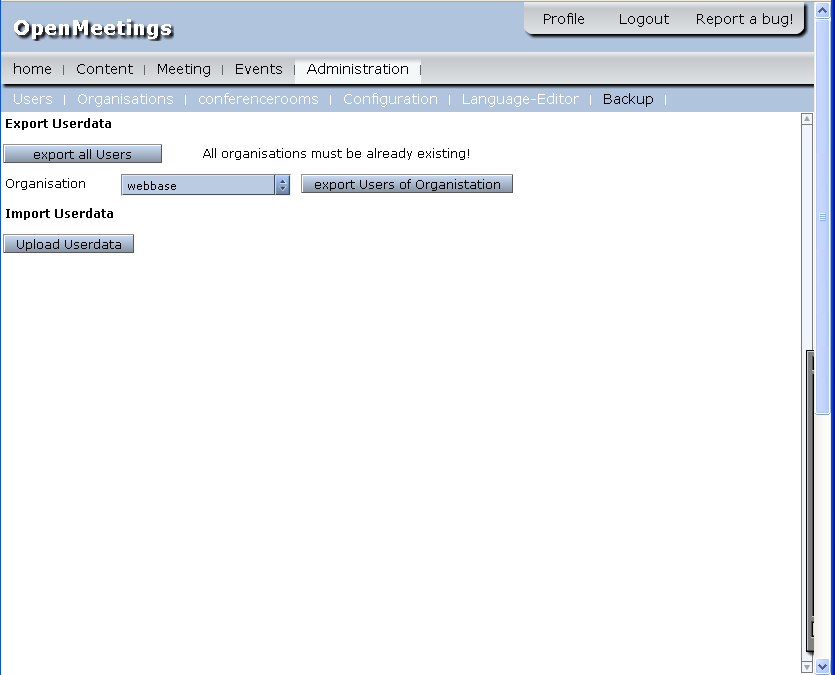 OpenMeetings
Profile Logout Report a bug!
home | Content | Meeting | Events | Administration |
Users | Organisations | conferencerooms | Configuration | Language-Editor | Backup |
Export Userdata
export all Users All organisations must be already existing!
Organisation webbase export Users of Organistation
Import Userdata
Upload Userdata